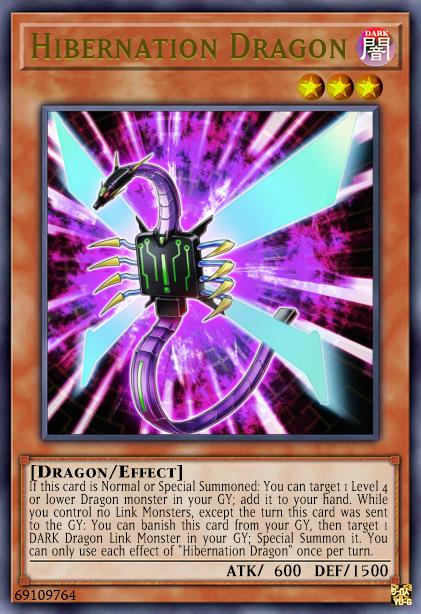 HIBERNATION DRAGON
DARK
闇
[DRAGON/EFFECT]
If this card is Normal or Special Summoned: You can target 1 Level 4
or lower Dragon monster in your GY; add it to your hand. While
you control no Link Monsters, except the turn this card was sent
to the GY: You can banish this card from your GY, then target 1
DARK Dragon Link Monster in your GY; Special Summon it. You
can only use each effect of "Hibernation Dragon" once per turn.
ATK/ 600 DEF/1500
69109764